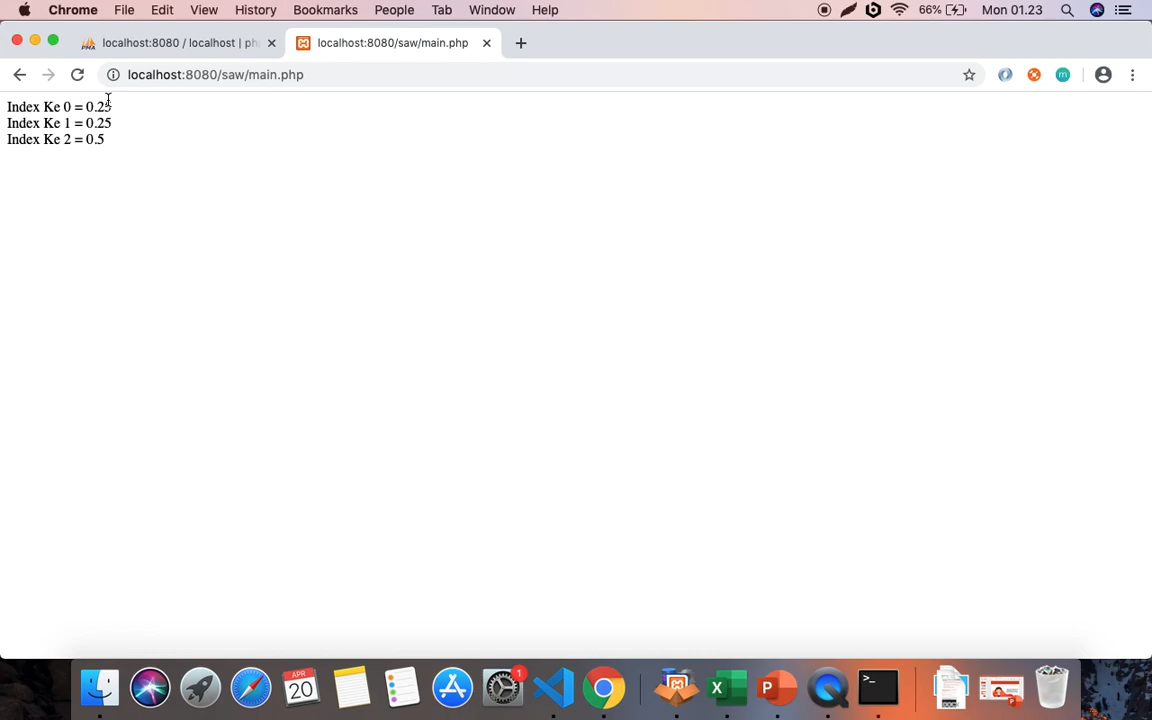 Chrome File Edit View History Bookmarks People Tab Window Help 66% Mon 01.23
PMA localhost:8080 / localhost | ph
localhost:8080/saw/main.php
localhost:8080/saw/main.php
Index Ke 0 = 0.25
Index Ke 1 = 0.25
Index Ke 2 = 0.5
APR
20
1
>_